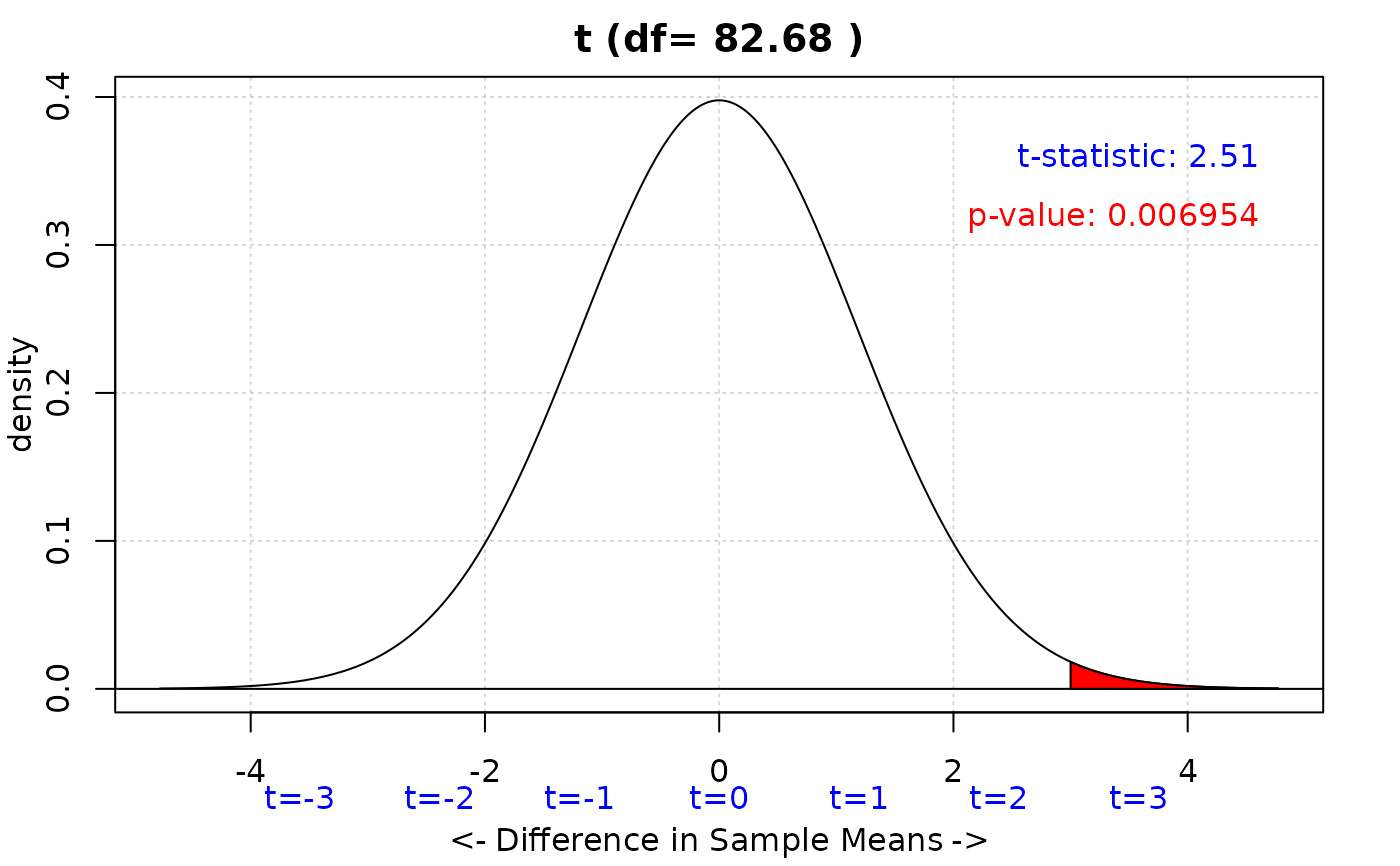 t (df= 82.68 )
t-statistic: 2.51
p-value: 0.006954
density
0.4
0.3
0.2
0.1
0.0
-4 -2 0 2 4
t=-3 t=-2 t=-1 t=0 t=1 t=2 t=3
<- Difference in Sample Means ->